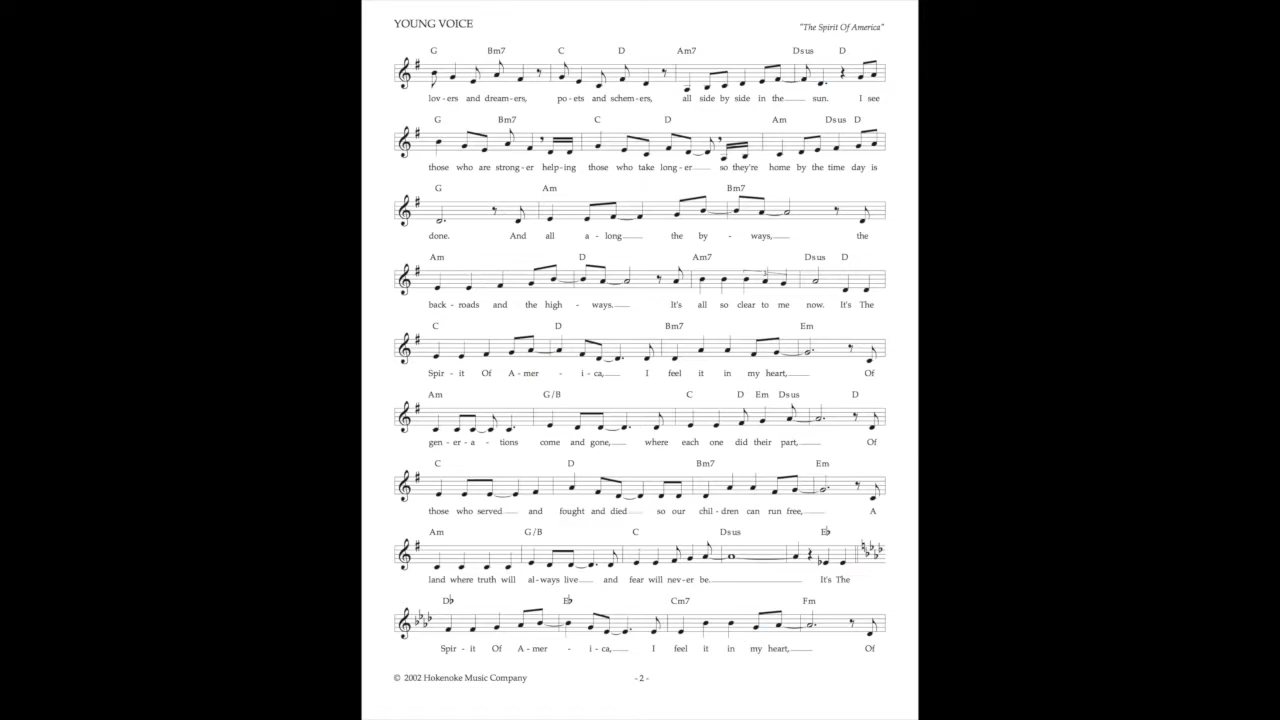 YOUNG VOICE
"The Spirit Of America"
G Bm7 C D Am7 Dsus D
lov - ers and dream - ers, po - ets and schem - ers, all side by side in the sun. I see
G Bm7 C D Am Dsus D
those who are strong - er help - ing those who take long - er so they're home by the time day is
G Am Bm7
done. And all a - long the by - ways, the
Am D Am7 Dsus D
back - roads and the high - ways. It's all so clear to me now. It's The
C D Bm7 Em
Spir - it Of A - mer - i - ca, I feel it in my heart, Of
Am G/B C D Em Dsus D
gen - er - a - tions come and gone, where each one did their part, Of
C D Bm7 Em
those who served and fought and died so our chil - dren can run free, A
Am G/B C Dsus E♭
land where truth will al - ways live and fear will nev - er be. It's The
D♭ E♭ Cm7 Fm
Spir - it Of A - mer - i - ca, I feel it in my heart, Of
© 2002 Hokenoke Music Company
- 2 -